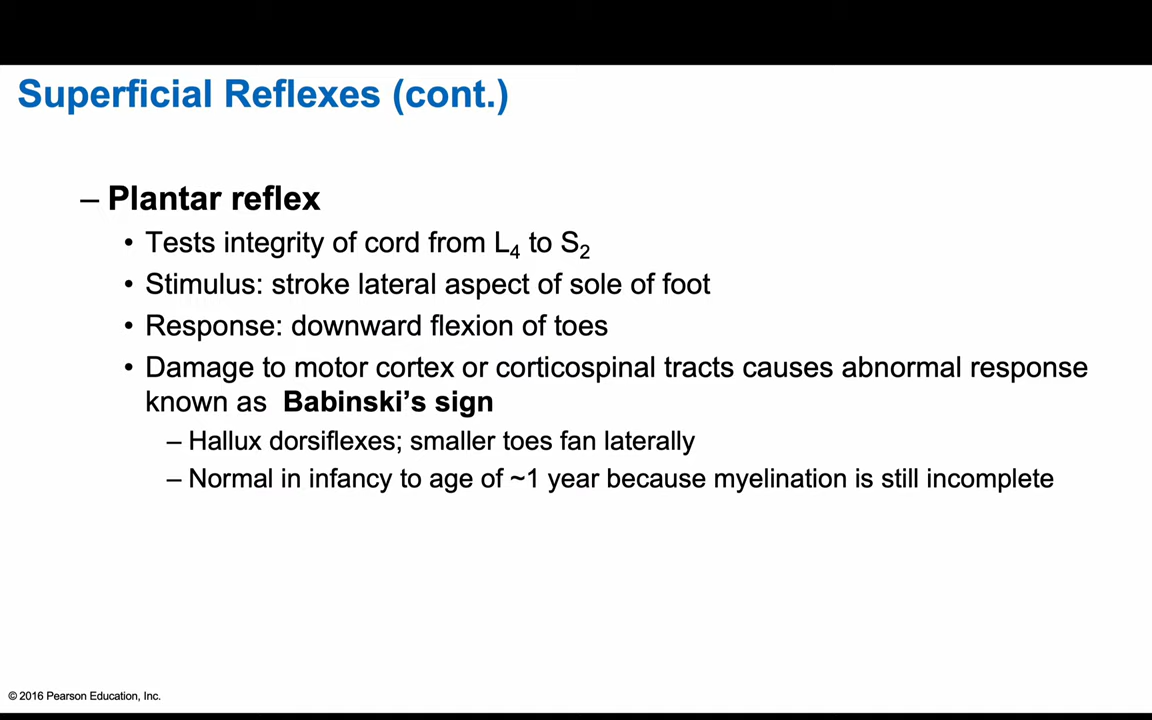 Superficial Reflexes (cont.)
– Plantar reflex
• Tests integrity of cord from L₄ to S₂
• Stimulus: stroke lateral aspect of sole of foot
• Response: downward flexion of toes
• Damage to motor cortex or corticospinal tracts causes abnormal response
known as Babinski’s sign
– Hallux dorsiflexes; smaller toes fan laterally
– Normal in infancy to age of ~1 year because myelination is still incomplete
© 2016 Pearson Education, Inc.